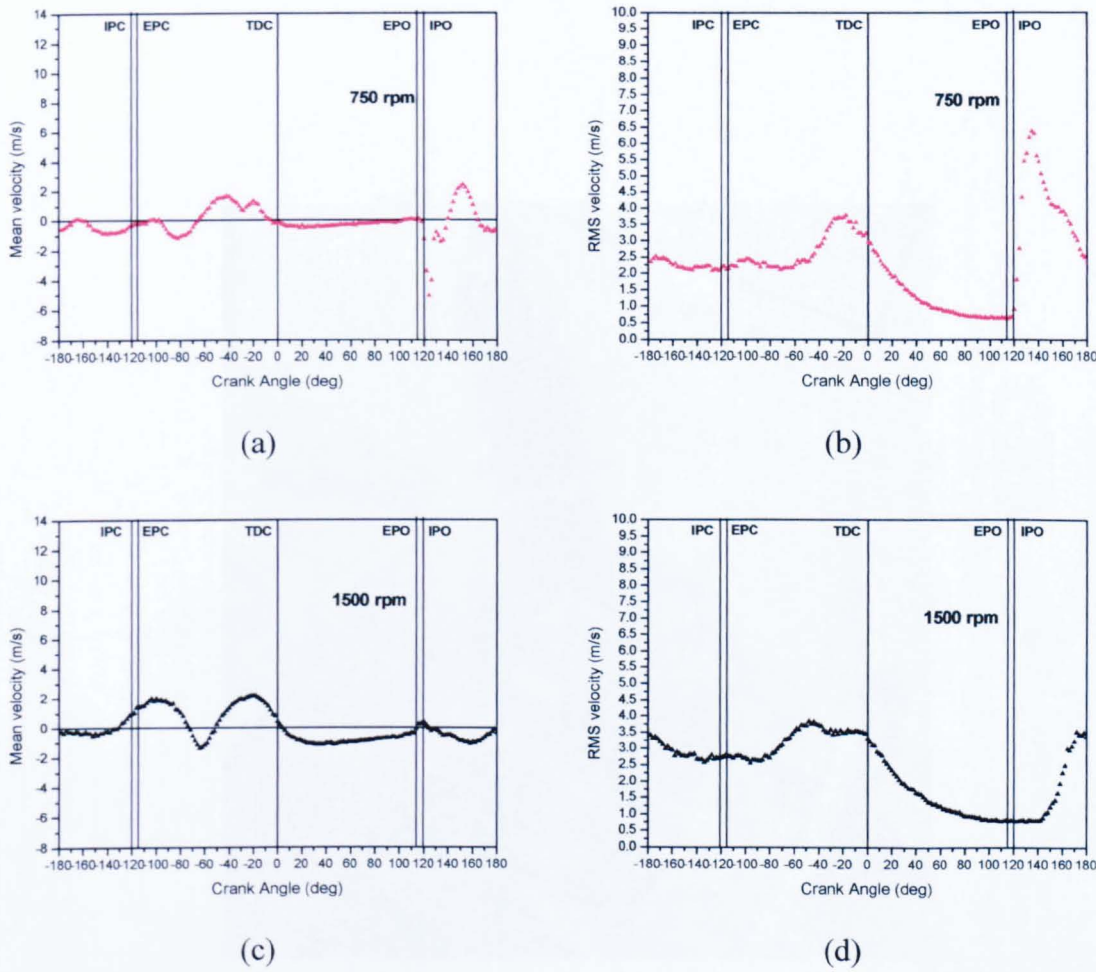 IPC EPC TDC EPO IPO
750 rpm
Mean velocity (m/s)
14
12
10
8
6
4
2
0
-2
-4
-6
-8
-180 -160 -140 -120 -100 -80 -60 -40 -20 0 20 40 60 80 100 120 140 160 180
Crank Angle (deg)
(a)
IPC EPC TDC EPO IPO
750 rpm
RMS velocity (m/s)
10.0
9.5
9.0
8.5
8.0
7.5
7.0
6.5
6.0
5.5
5.0
4.5
4.0
3.5
3.0
2.5
2.0
1.5
1.0
0.5
0.0
-180 -160 -140 -120 -100 -80 -60 -40 -20 0 20 40 60 80 100 120 140 160 180
Crank Angle (deg)
(b)
IPC EPC TDC EPO IPO
1500 rpm
Mean velocity (m/s)
14
12
10
8
6
4
2
0
-2
-4
-6
-8
-180 -160 -140 -120 -100 -80 -60 -40 -20 0 20 40 60 80 100 120 140 160 180
Crank Angle (deg)
(c)
IPC EPC TDC EPO IPO
1500 rpm
RMS velocity (m/s)
10.0
9.5
9.0
8.5
8.0
7.5
7.0
6.5
6.0
5.5
5.0
4.5
4.0
3.5
3.0
2.5
2.0
1.5
1.0
0.5
0.0
-180 -160 -140 -120 -100 -80 -60 -40 -20 0 20 40 60 80 100 120 140 160 180
Crank Angle (deg)
(d)